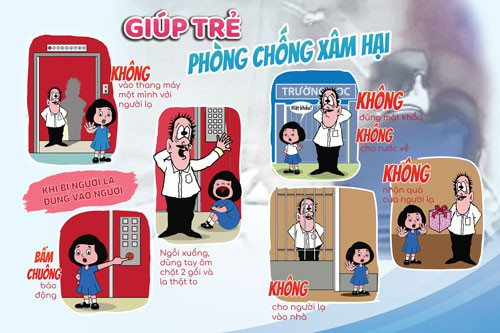 GIÚP TRẺ
PHÒNG CHỐNG XÂM HẠI
KHÔNG
vào thang máy
một mình với
người lạ
KHI BỊ NGƯỜI LẠ
ĐỤNG VÀO NGƯỜI
BẤM
CHUÔNG
báo
động
Ngồi xuống,
dùng tay ôm
chặt 2 gối và
la thật to
TRƯỜNG HỌC
Mật khẩu?
KHÔNG
đúng mật khẩu,
KHÔNG
cho rước về
KHÔNG
nhận quà
của người lạ
KHÔNG
cho người lạ
vào nhà